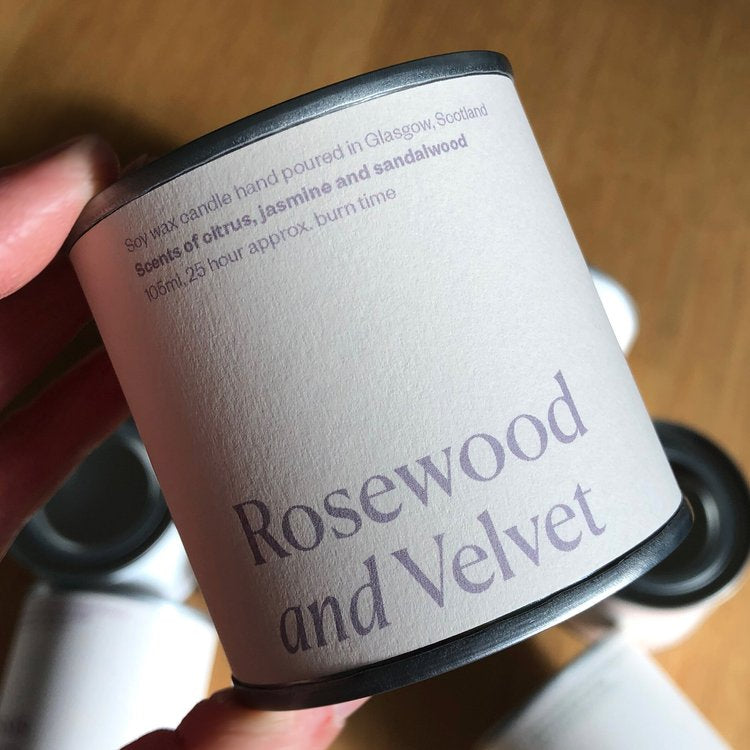 Soy wax candle hand poured in Glasgow, Scotland
Scents of citrus, jasmine and sandalwood
105ml, 25 hour approx. burn time
Rosewood
and Velvet